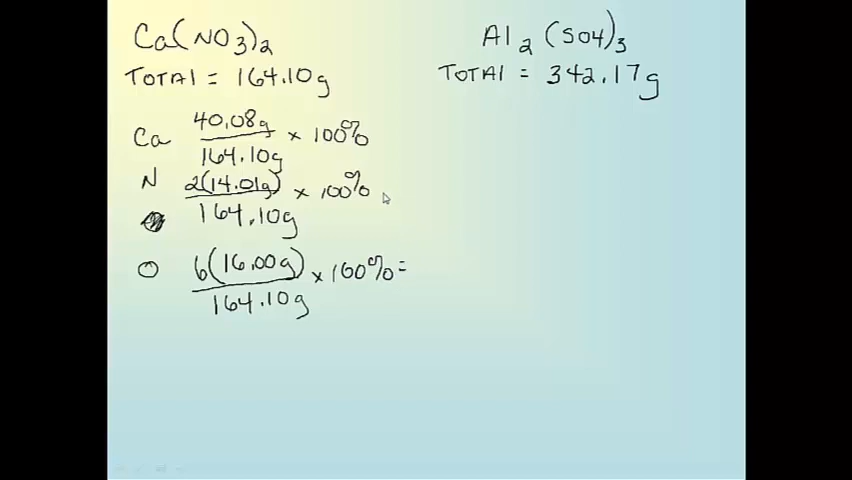 Ca(NO3)2
TOTAl = 164.10g
Ca 40.08g
164.10g × 100%
N 2(14.01g)
164.10g × 100%
O 6(16.00g)
164.10g × 100% =
Al2(SO4)3
TOTAl = 342.17g